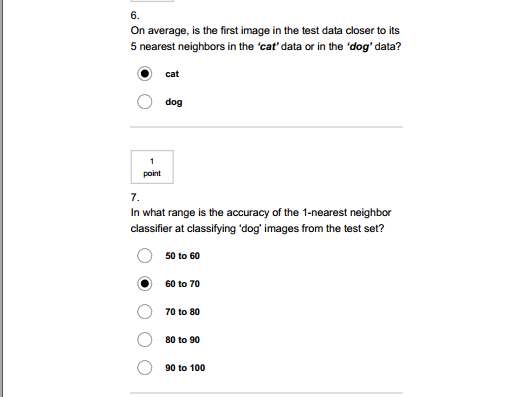 6.
On average, is the first image in the test data closer to its
5 nearest neighbors in the 'cat' data or in the 'dog' data?
cat
dog
1
point
7.
In what range is the accuracy of the 1-nearest neighbor
classifier at classifying 'dog' images from the test set?
50 to 60
60 to 70
70 to 80
80 to 90
90 to 100